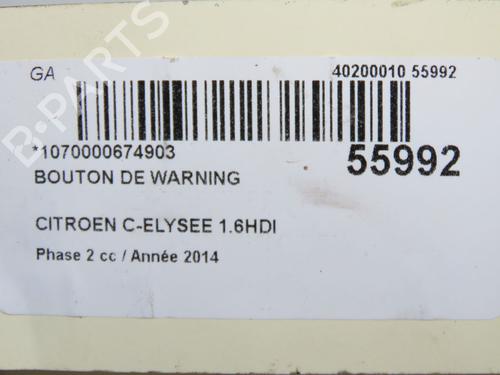 GA
40200010 55992
*1070000674903
55992
BOUTON DE WARNING
CITROEN C-ELYSEE 1.6HDI
Phase 2 cc / Année 2014
B-PARTS